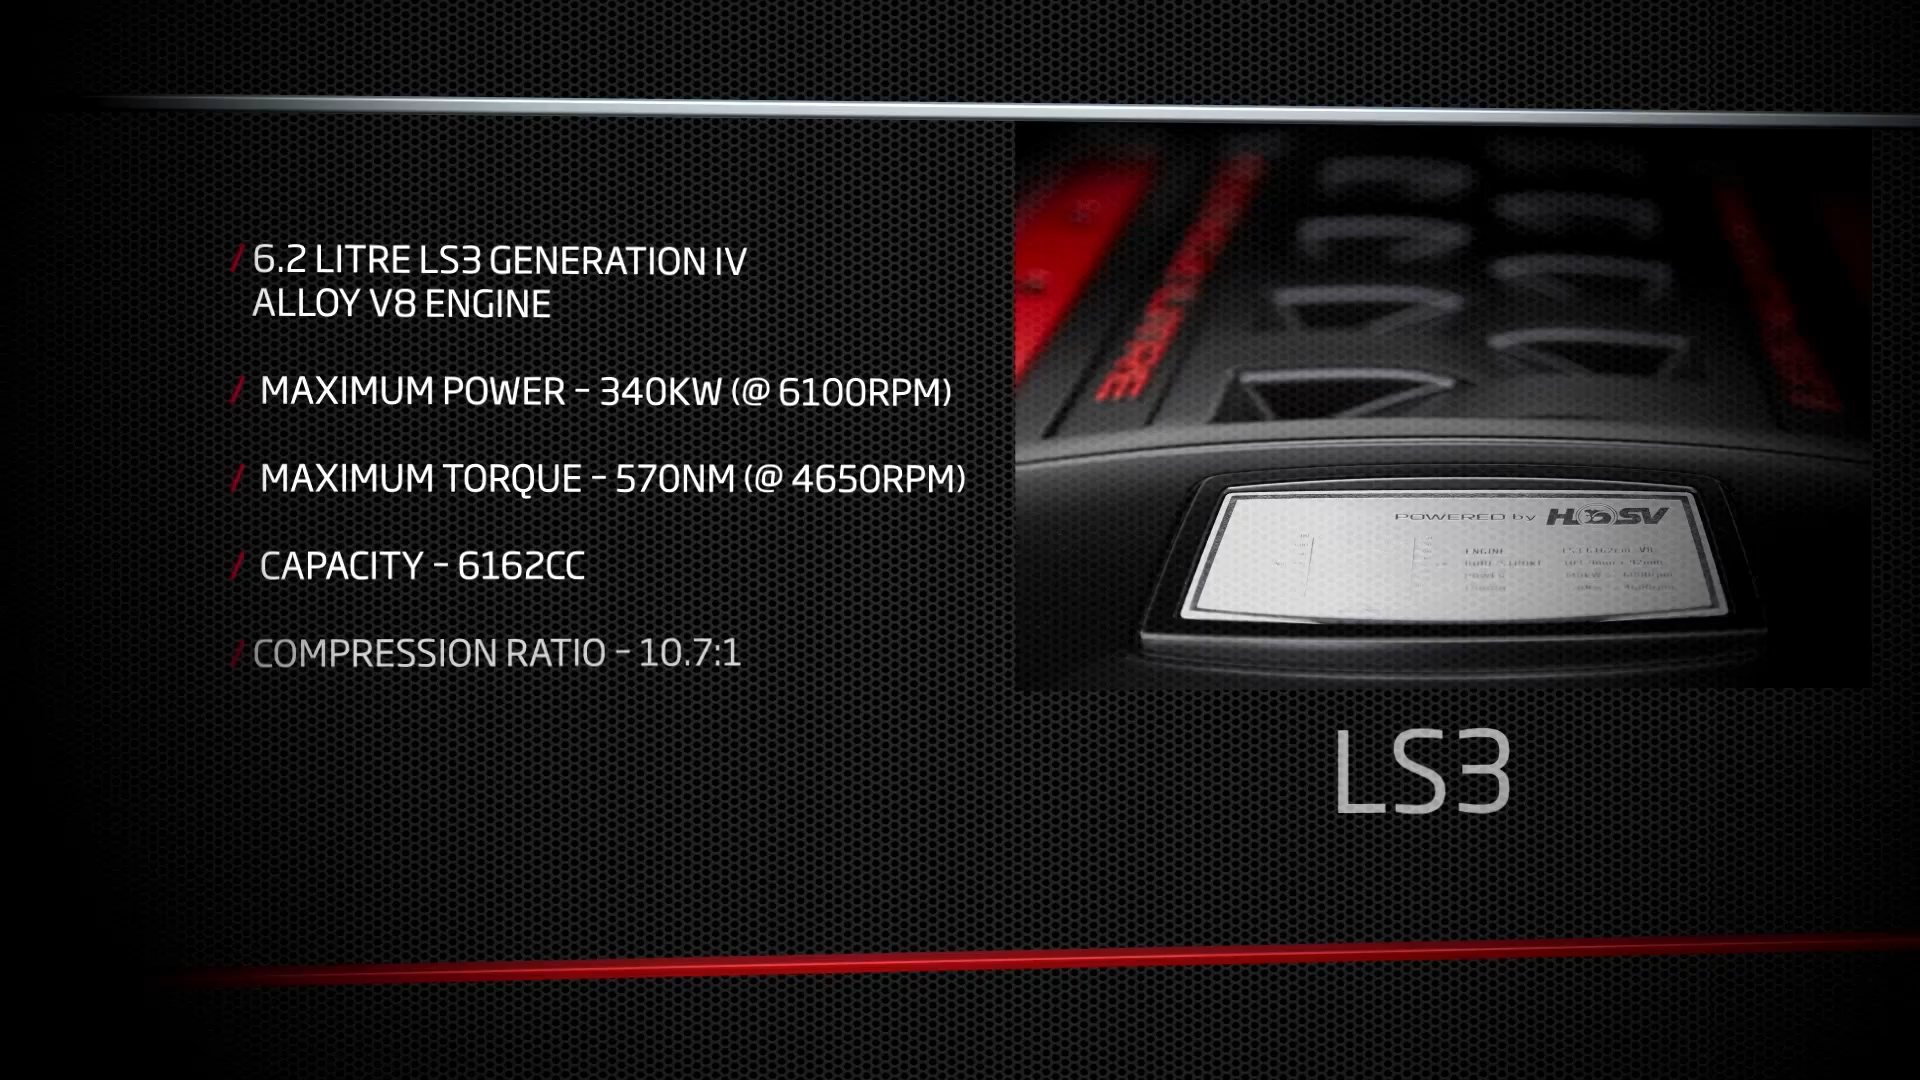 / 6.2 LITRE LS3 GENERATION IV
ALLOY V8 ENGINE
/ MAXIMUM POWER – 340KW (@ 6100RPM)
/ MAXIMUM TORQUE – 570NM (@ 4650RPM)
/ CAPACITY – 6162CC
/ COMPRESSION RATIO – 10.7:1
POWERED by HSV
ENGINE
LS3